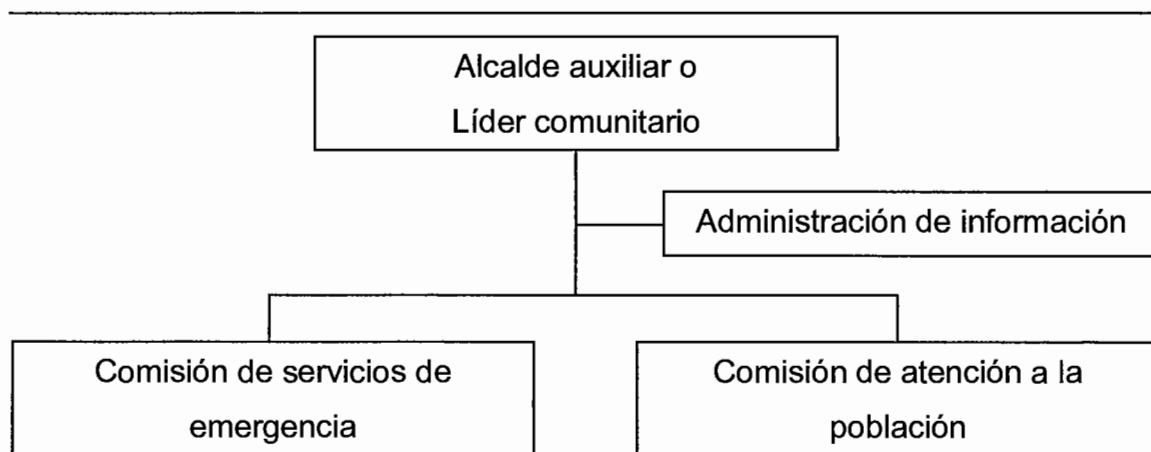 Alcalde auxiliar o
Líder comunitario
Administración de información
Comisión de servicios de
emergencia
Comisión de atención a la
población